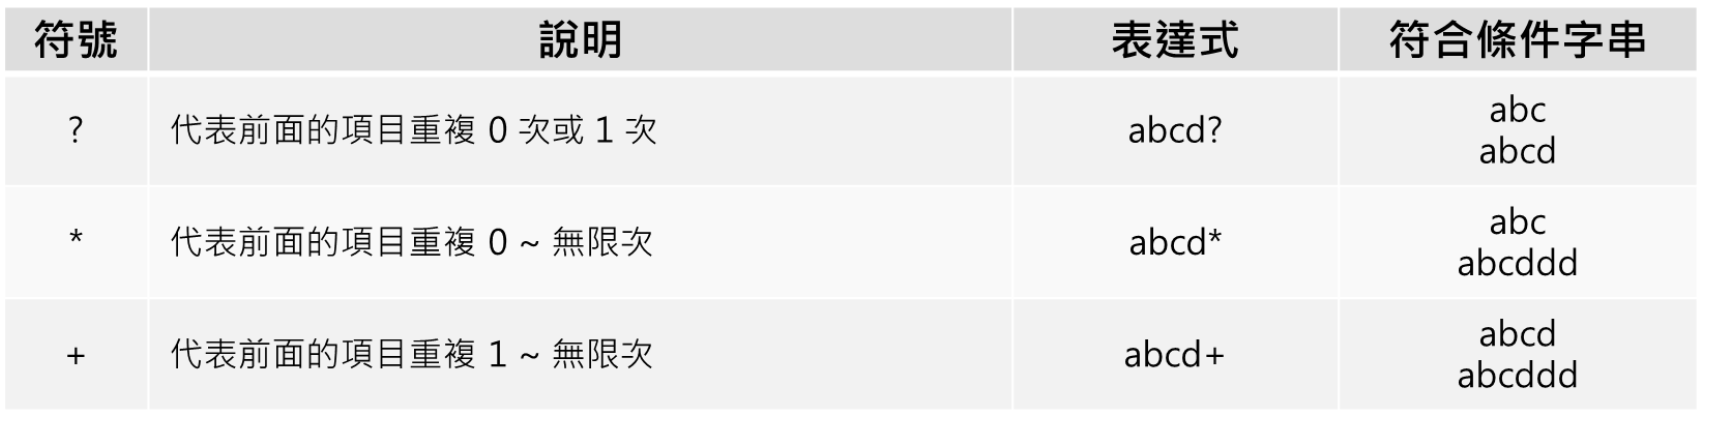 符號 說明 表達式 符合條件字串
? 代表前面的項目重複 0 次或 1 次 abcd? abc
abcd
* 代表前面的項目重複 0 ~ 無限次 abcd* abc
abcddd
+ 代表前面的項目重複 1 ~ 無限次 abcd+ abcd
abcddd